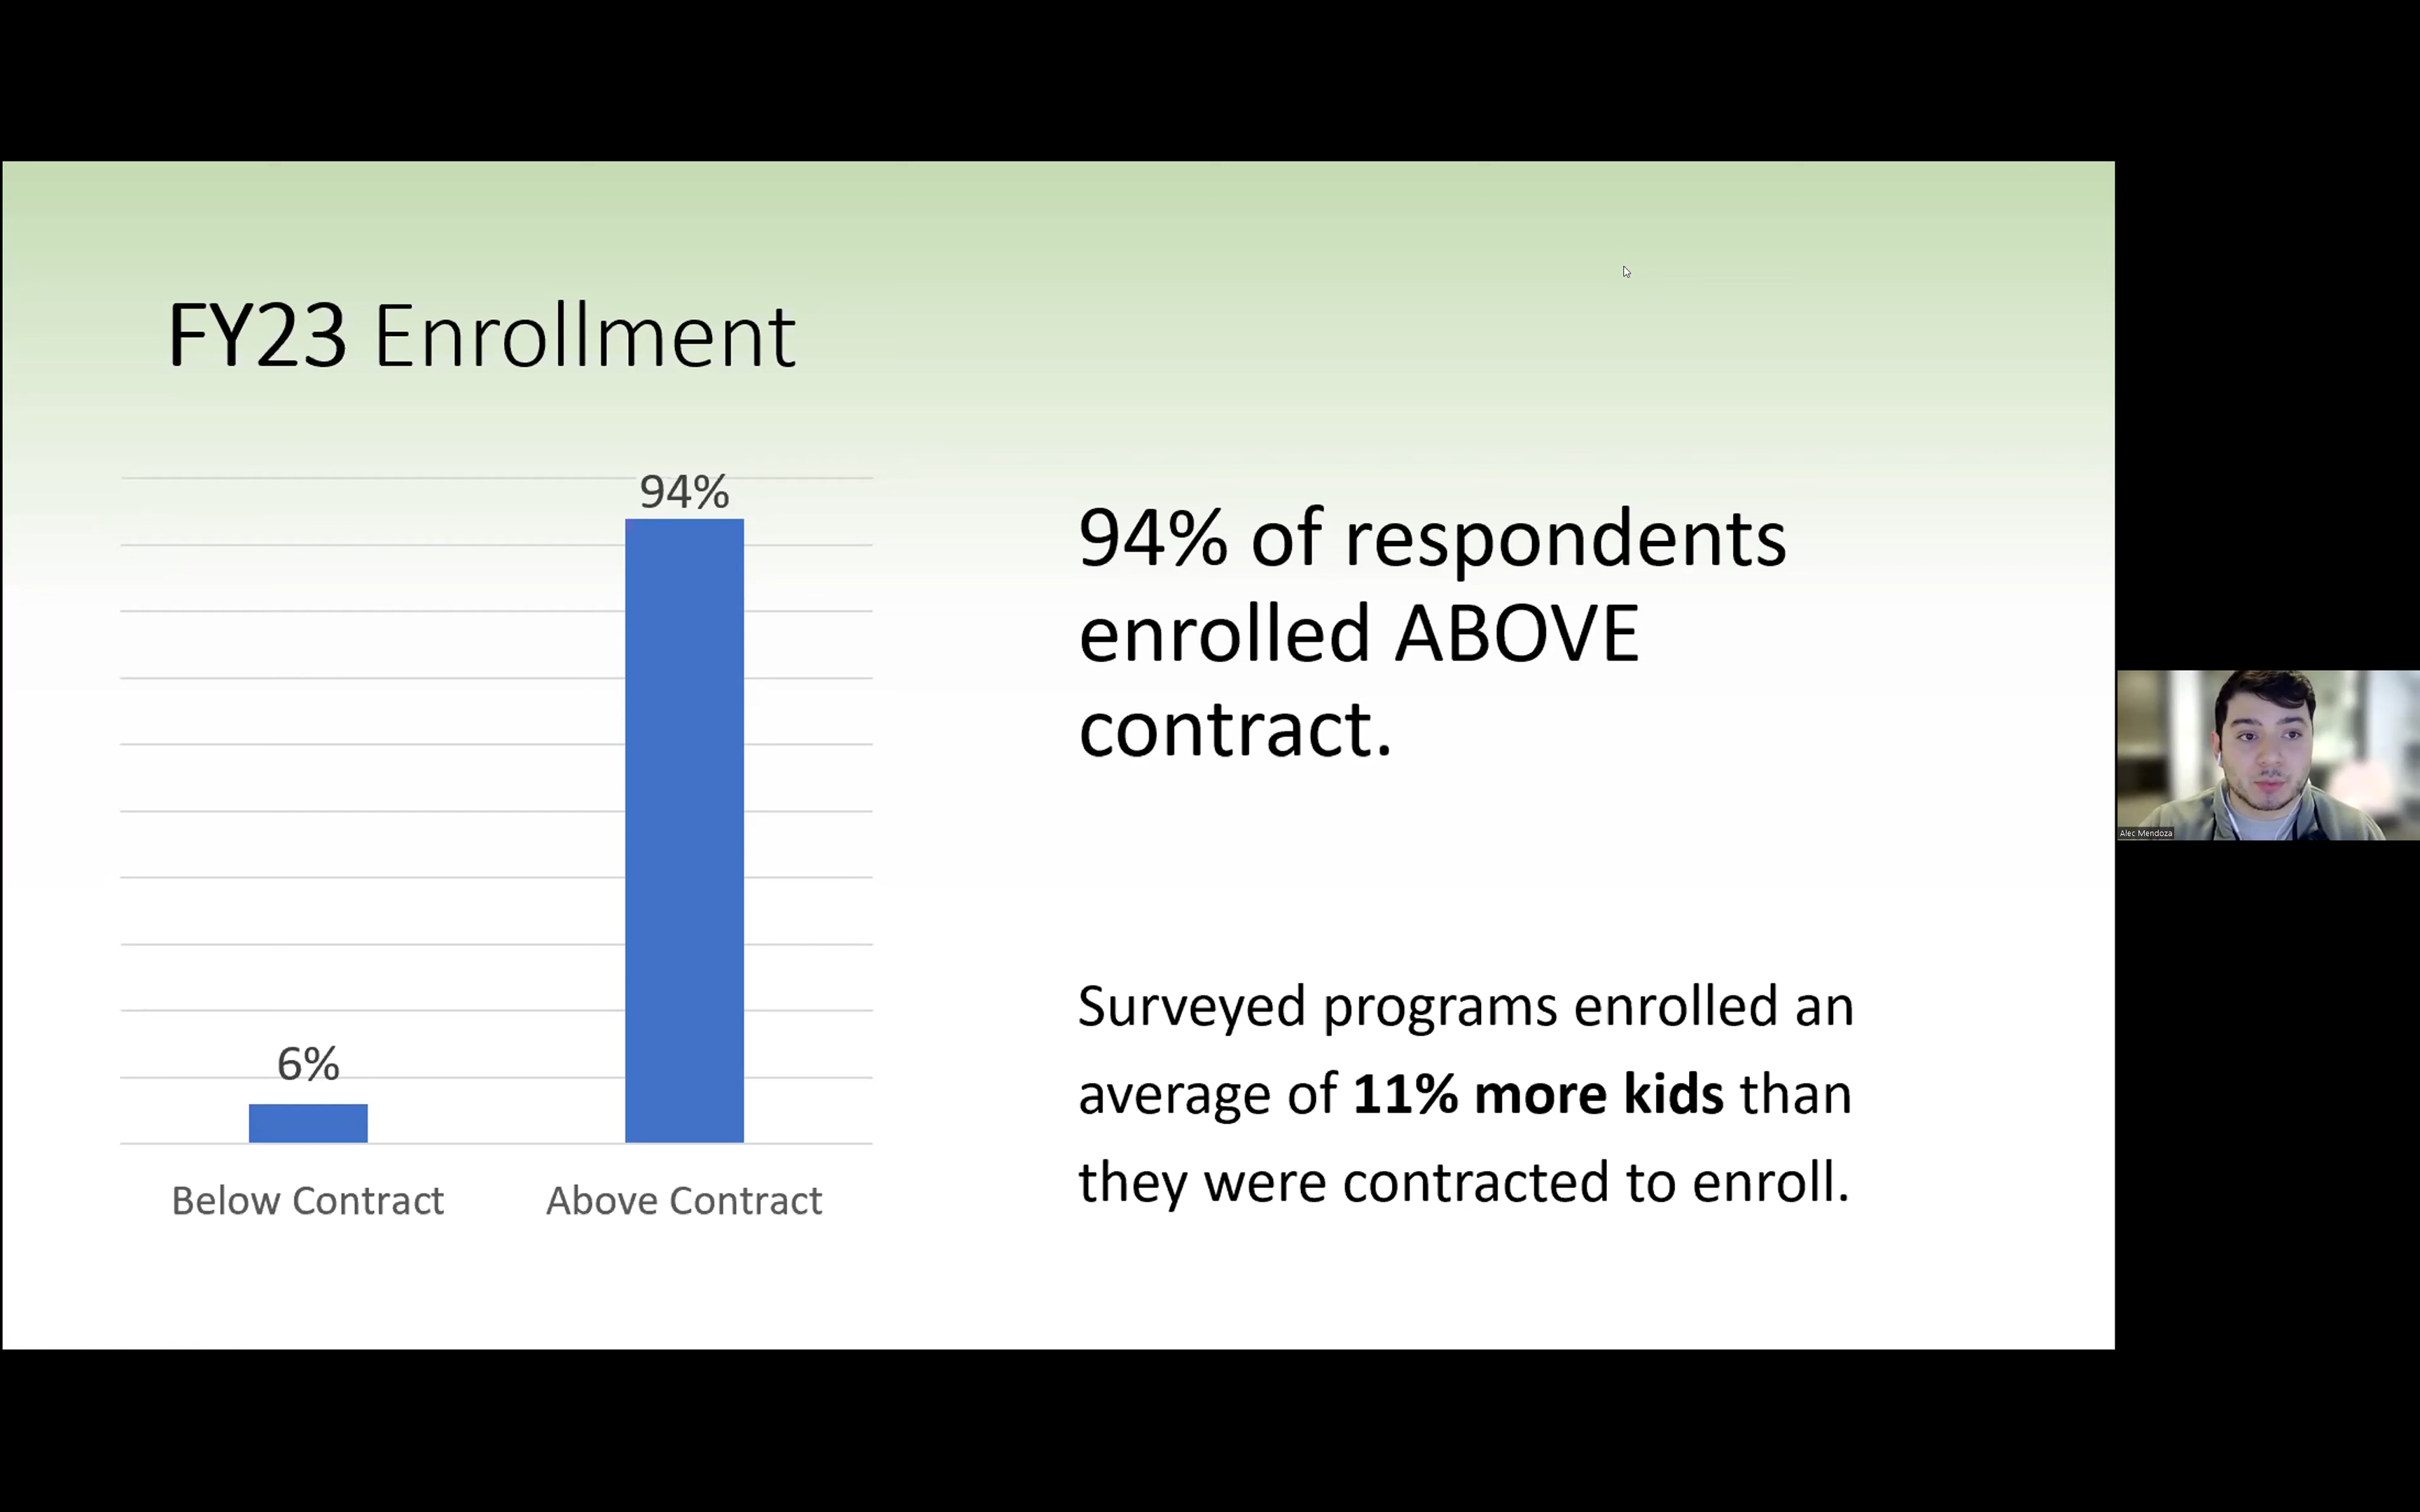 FY23 Enrollment
94%
6%
Below Contract
Above Contract
94% of respondents
enrolled ABOVE
contract.
Surveyed programs enrolled an
average of 11% more kids than
they were contracted to enroll.
Alec Mendoza